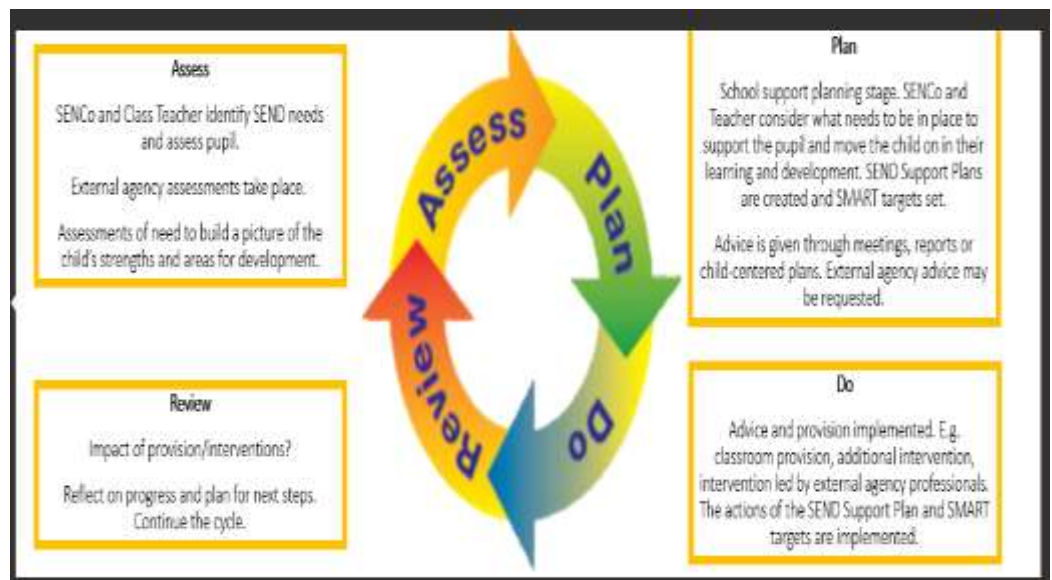 Assess
SENCo and Class Teacher identify SEND needs
and assess pupil.
External agency assessments take place.
Assessments of need to build a picture of the
child's strengths and areas for development.
Assess
Plan
Do
Review
Plan
School support planning stage. SENCo and
Teacher consider what needs to be in place to
support the pupil and move the child on in their
learning and development. SEND Support Plans
are created and SMART targets set.
Advice is given through meetings, reports or
child-centered plans. External agency advice may
be requested.
Review
Impact of provision/interventions?
Reflect on progress and plan for next steps.
Continue the cycle.
Do
Advice and provision implemented. E.g.
classroom provision, additional intervention,
intervention led by external agency professionals.
The actions of the SEND Support Plan and SMART
targets are implemented.